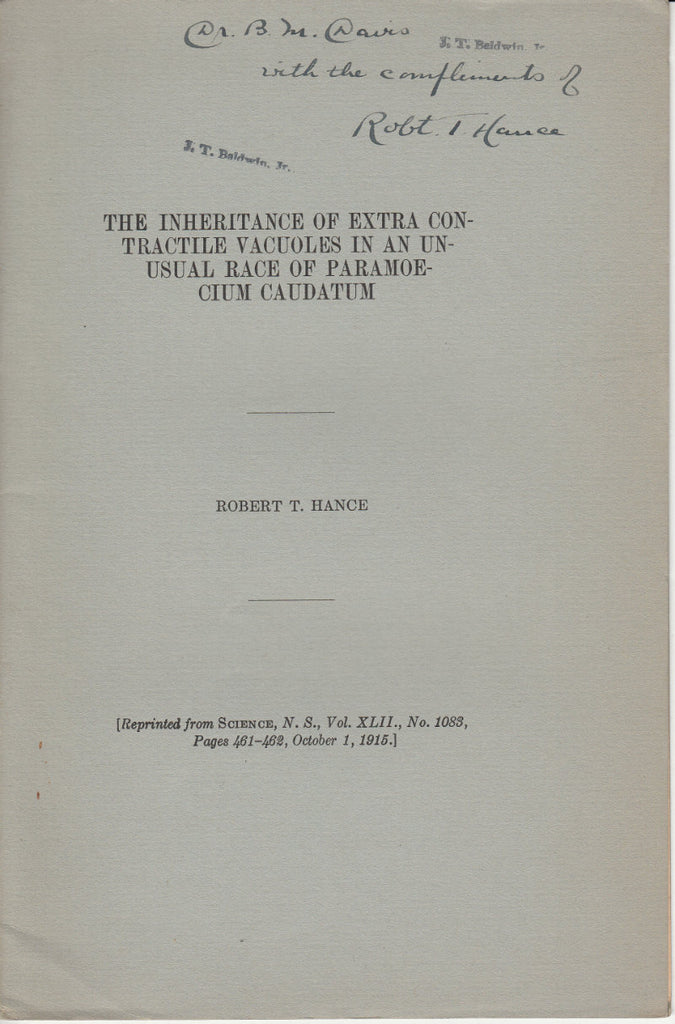 Dr. B. M. Davis
J. T. Baldwin, Jr.
with the compliments of
Robt. T. Hance
J. T. Baldwin, Jr.
THE INHERITANCE OF EXTRA CON-
TRACTILE VACUOLES IN AN UN-
USUAL RACE OF PARAMOE-
CIUM CAUDATUM
ROBERT T. HANCE
[Reprinted from SCIENCE, N. S., Vol. XLII., No. 1083,
Pages 461–462, October 1, 1915.]